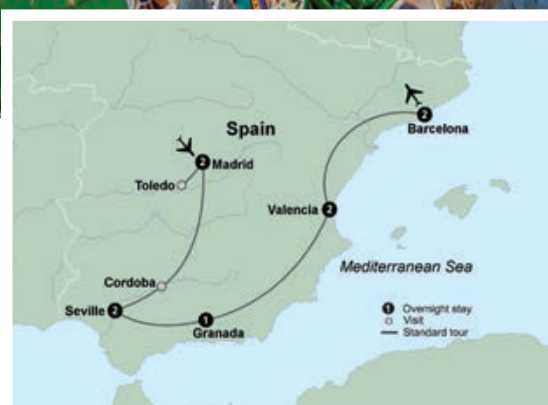 Spain
Barcelona
2
2
Madrid
Toledo
Valencia
2
Mediterranean Sea
Cordoba
Seville
2
1
Granada
1 Overnight stay
Visit
Standard tour